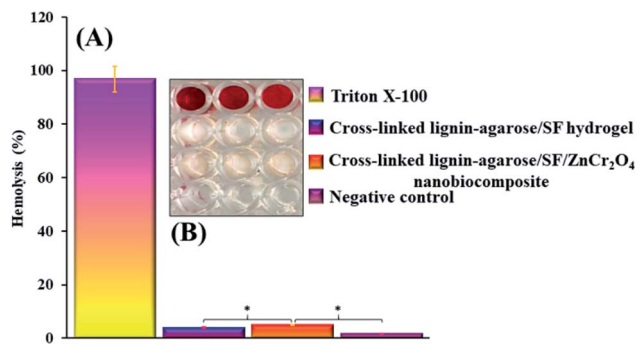 (A)
120
100
80
60
40
20
0
Hemolysis (%)
(B)
Triton X-100
Cross-linked lignin-agarose/SF hydrogel
Cross-linked lignin-agarose/SF/ZnCr₂O₄
nanobiocomposite
Negative control
*
*